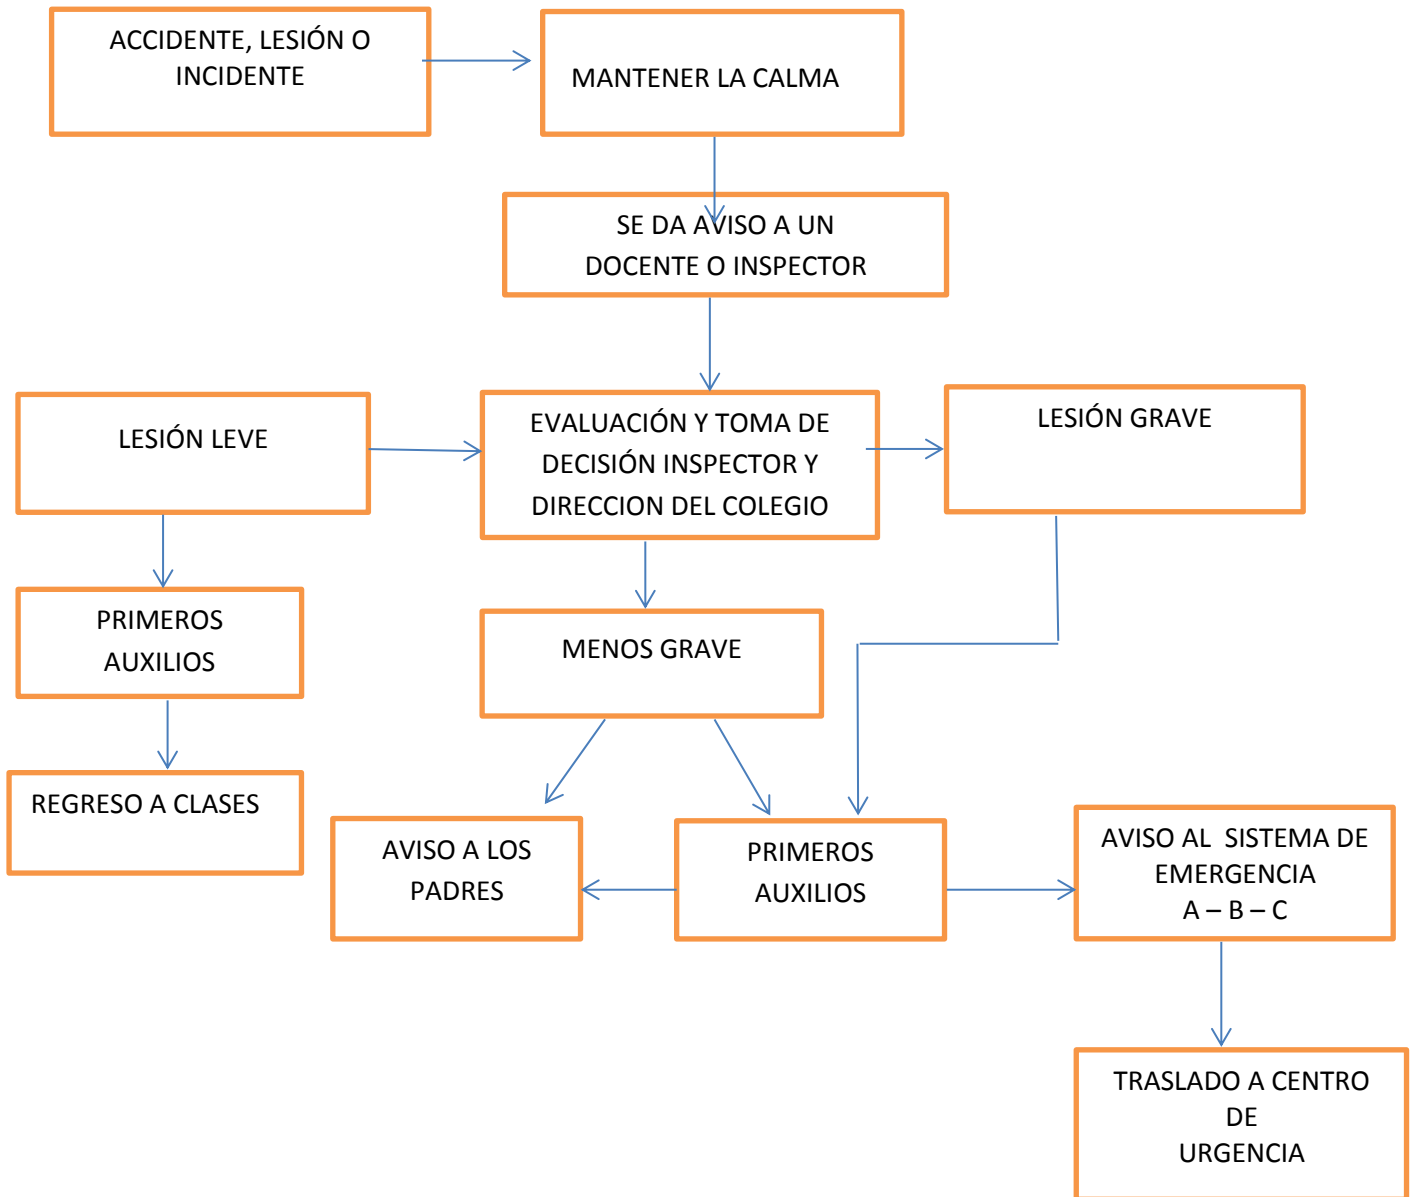 ACCIDENTE, LESIÓN O
INCIDENTE
MANTENER LA CALMA
SE DA AVISO A UN
DOCENTE O INSPECTOR
LESIÓN LEVE
EVALUACIÓN Y TOMA DE
DECISIÓN INSPECTOR Y
DIRECCION DEL COLEGIO
LESIÓN GRAVE
PRIMEROS
AUXILIOS
MENOS GRAVE
REGRESO A CLASES
AVISO A LOS
PADRES
PRIMEROS
AUXILIOS
AVISO AL  SISTEMA DE
EMERGENCIA
A – B – C
TRASLADO A CENTRO
DE
URGENCIA